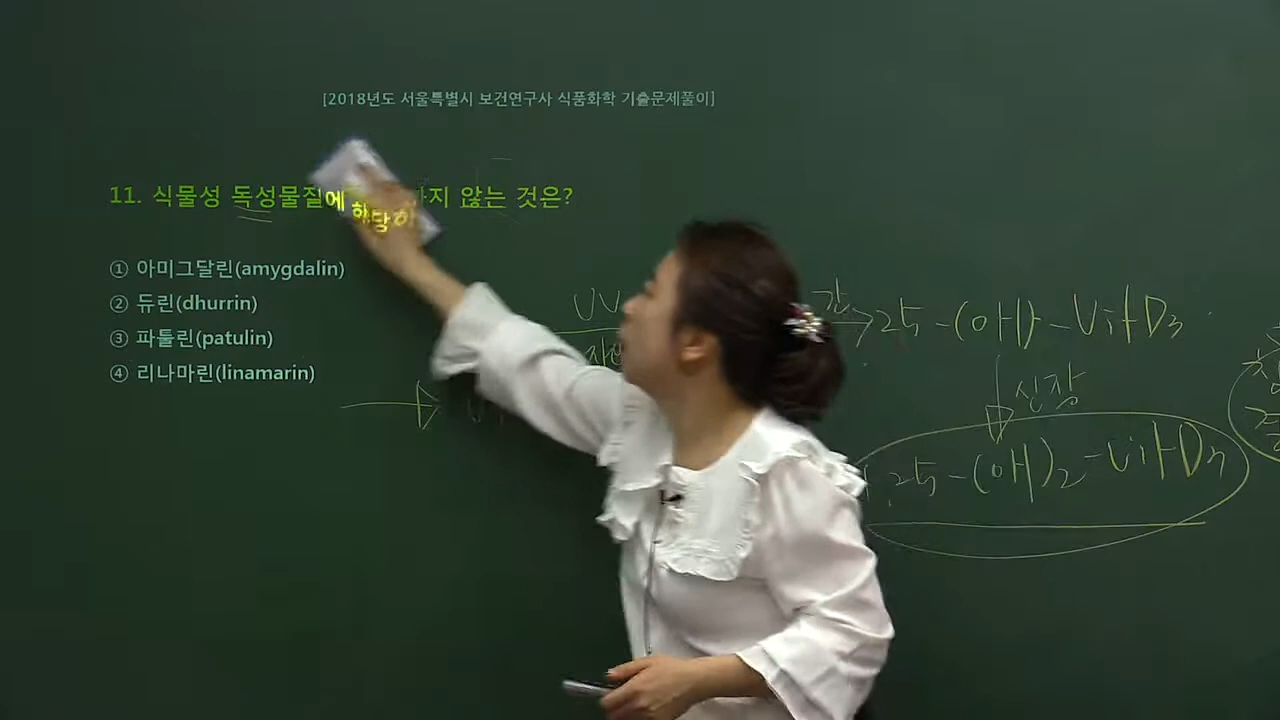 [2018년도 서울특별시 보건연구사 식품화학 기출문제풀이]
11. 식물성 독성물질에 해당하지 않는 것은?
① 아미그달린(amygdalin)
② 듀린(dhurrin)
③ 파툴린(patulin)
④ 리나마린(linamarin)
UV
간
25-(OH)-VitD₃
신장
25-(OH)₂-VitD₃